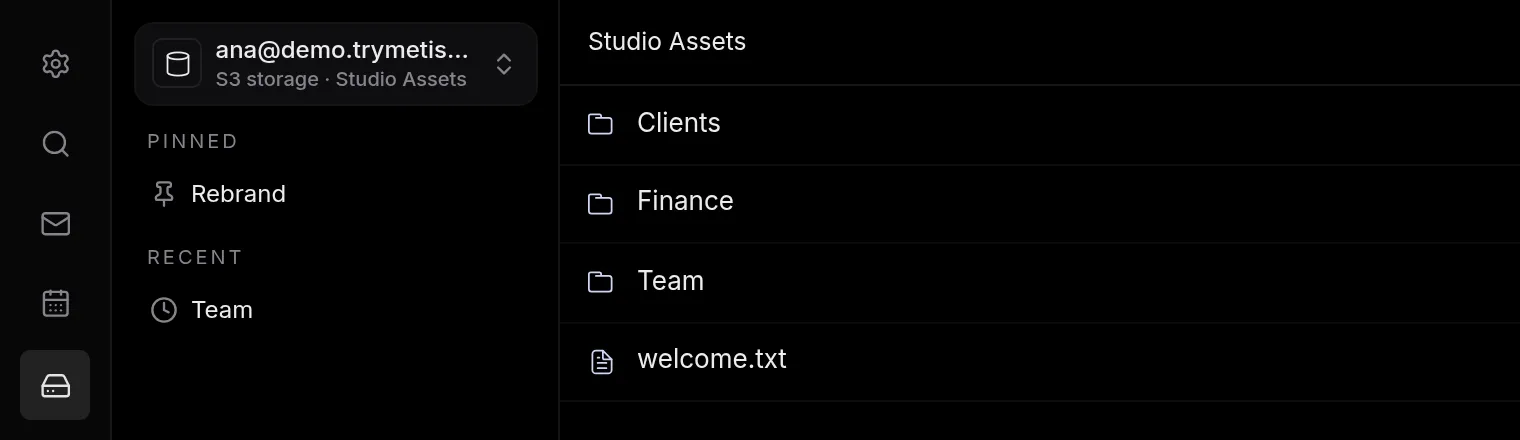 ana@demo.trymetis...
S3 storage · Studio Assets
PINNED
Rebrand
RECENT
Team
Studio Assets
Clients
Finance
Team
welcome.txt